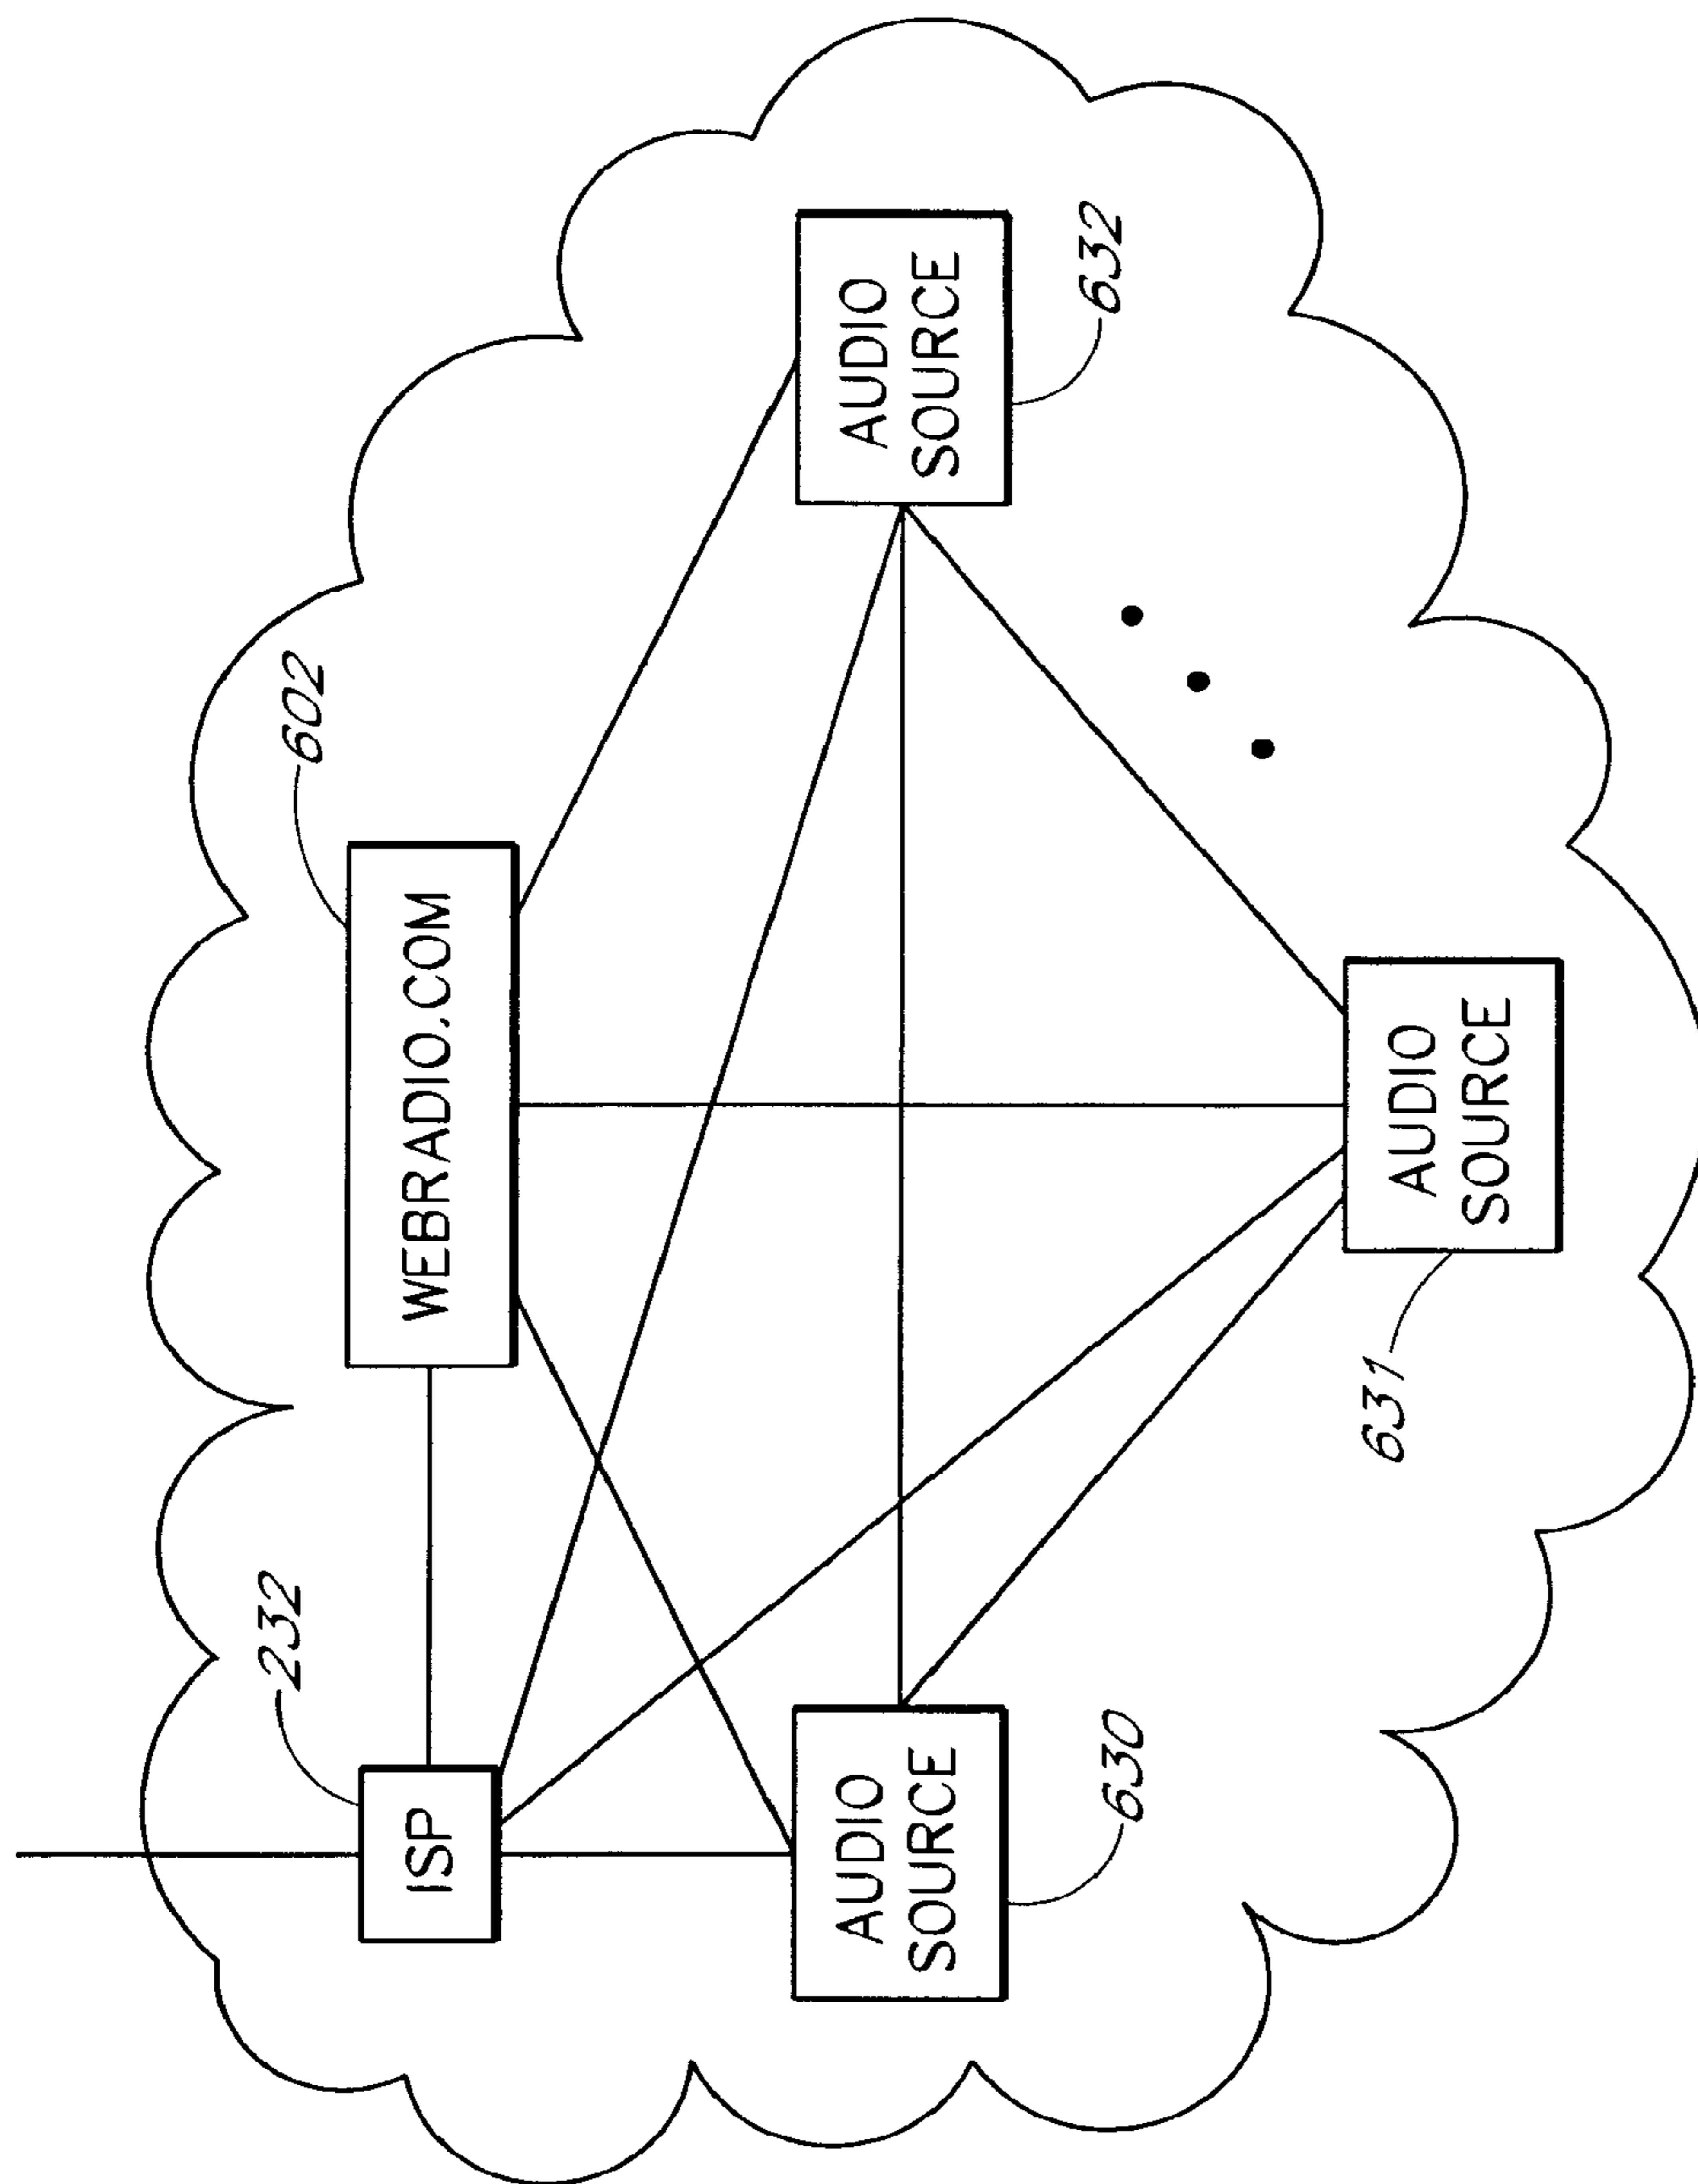 232
ISP
602
WEBRADIO.COM
AUDIO
SOURCE
630
AUDIO
SOURCE
631
AUDIO
SOURCE
632